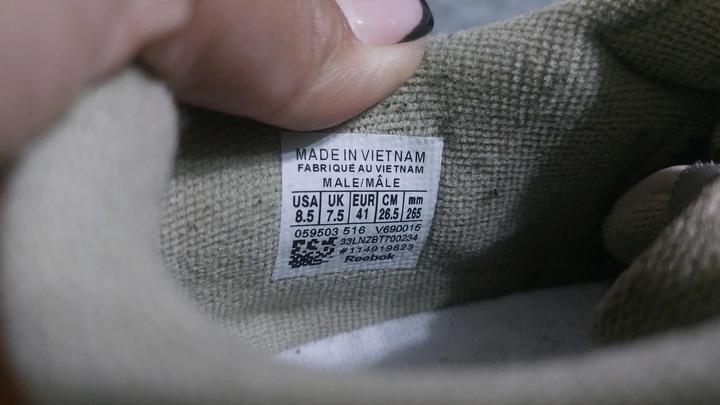 MADE IN VIETNAM
FABRIQUÉ AU VIETNAM
MALE/MÂLE
USA UK EUR CM mm
8.5 7.5 41 26.5 265
059503 516 V690015
33LNZBT700234
#114919623
Reebok